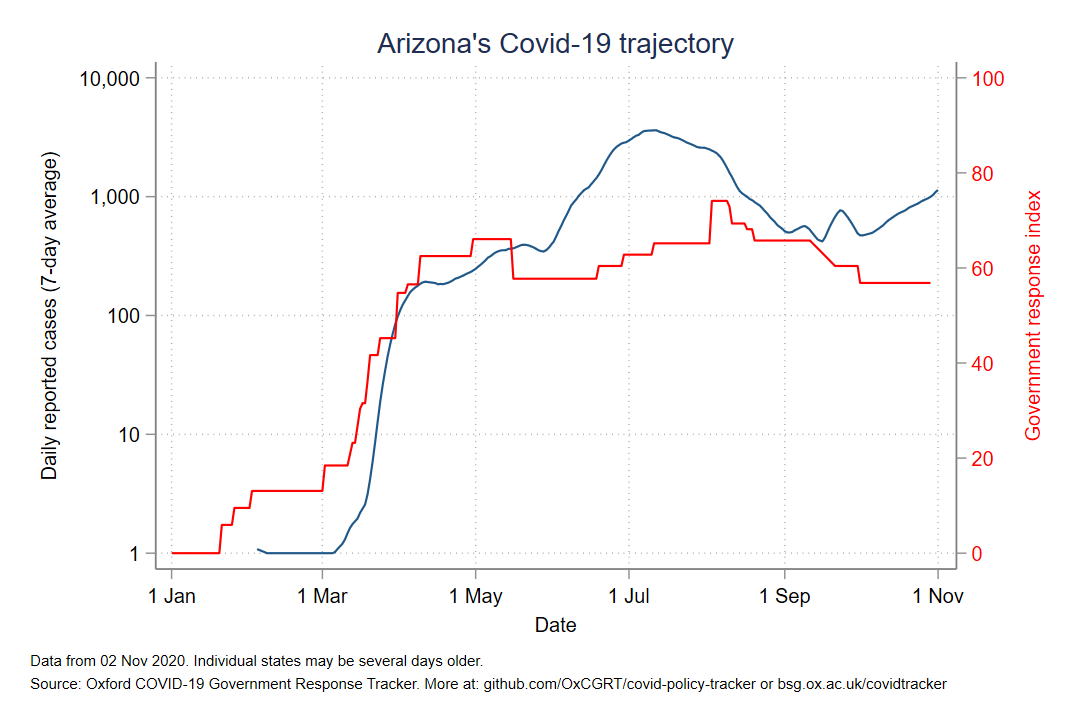 Arizona's Covid-19 trajectory
10,000
1,000
100
10
1
Daily reported cases (7-day average)
100
80
60
40
20
0
Government response index
1 Jan
1 Mar
1 May
1 Jul
1 Sep
1 Nov
Date
Data from 02 Nov 2020. Individual states may be several days older.
Source: Oxford COVID-19 Government Response Tracker. More at: github.com/OxCGRT/covid-policy-tracker or bsg.ox.ac.uk/covidtracker